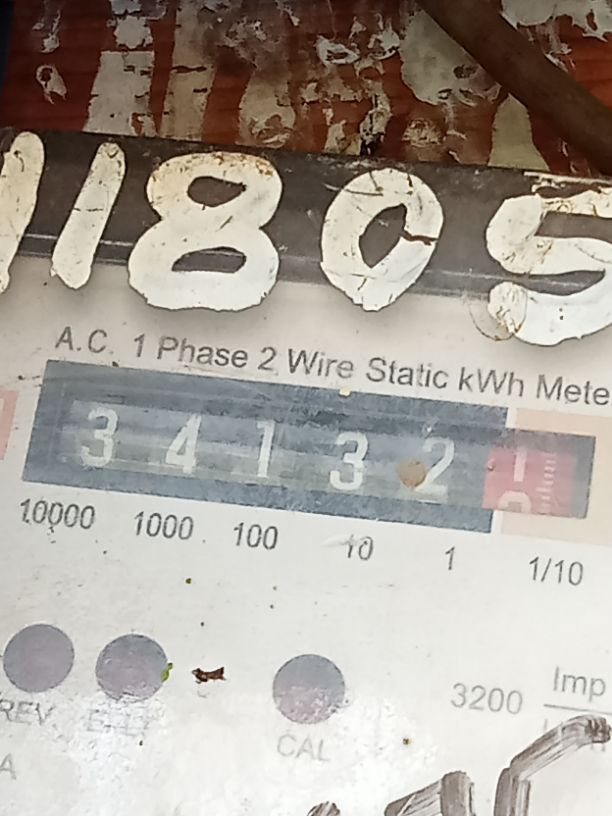 11805
A.C. 1 Phase 2 Wire Static kWh Mete
3 4 1 3 2
10000 1000 100 10 1 1/10
REV
CAL
3200 Imp
A